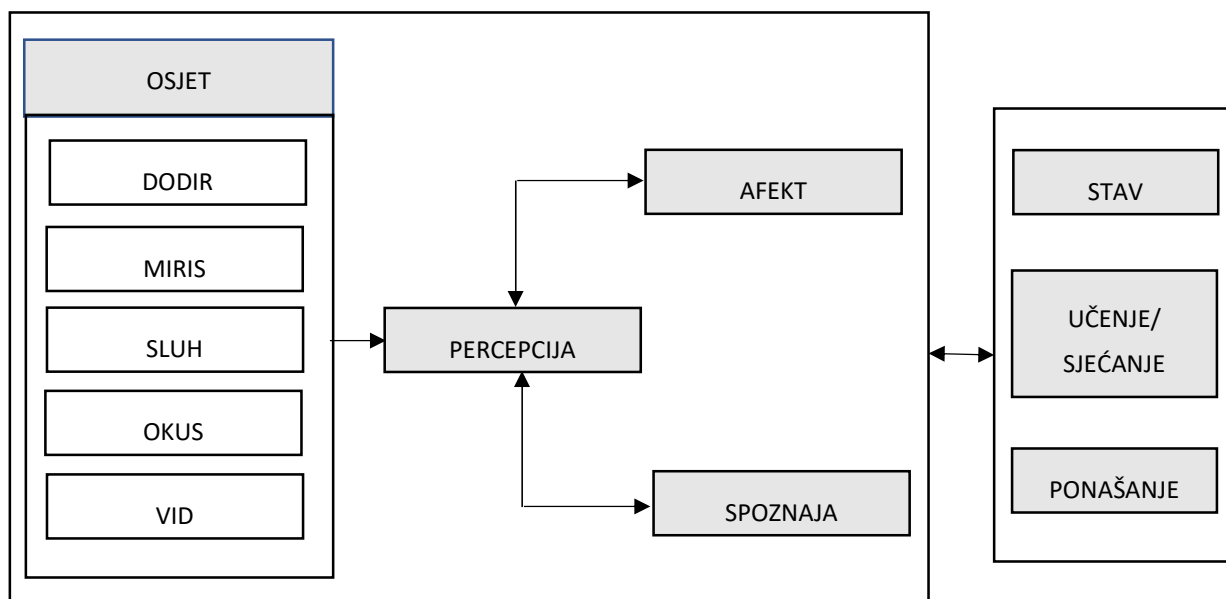 OSJET
DODIR
MIRIS
SLUH
OKUS
VID
PERCEPCIJA
AFEKT
SPOZNAJA
STAV
UČENJE/
SJEĆANJE
PONAŠANJE